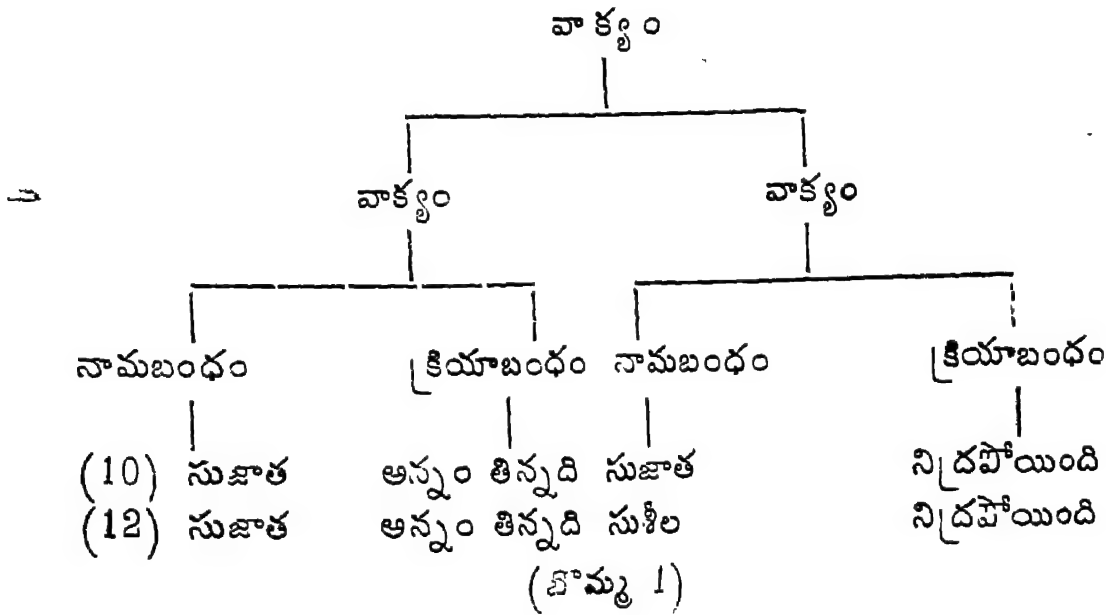 వాక్యం
వాక్యం వాక్యం
నామబంధం క్రియాబంధం నామబంధం క్రియాబంధం
(10) సుజాత అన్నం తిన్నది సుజాత నిద్రపోయింది
(12) సుజాత అన్నం తిన్నది సుశీల నిద్రపోయింది
(బొమ్మ 1)